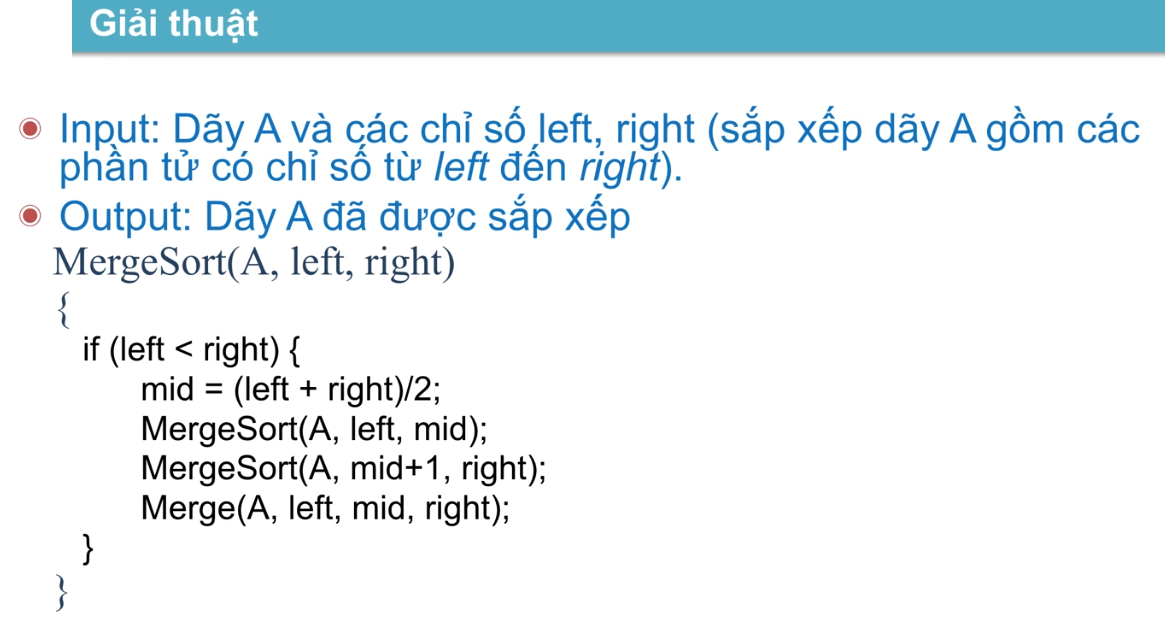 Giải thuật
Input: Dãy A và các chỉ số left, right (sắp xếp dãy A gồm các
phần tử có chỉ số từ left đến right).
Output: Dãy A đã được sắp xếp
MergeSort(A, left, right)
{
if (left < right) {
mid = (left + right)/2;
MergeSort(A, left, mid);
MergeSort(A, mid+1, right);
Merge(A, left, mid, right);
}
}